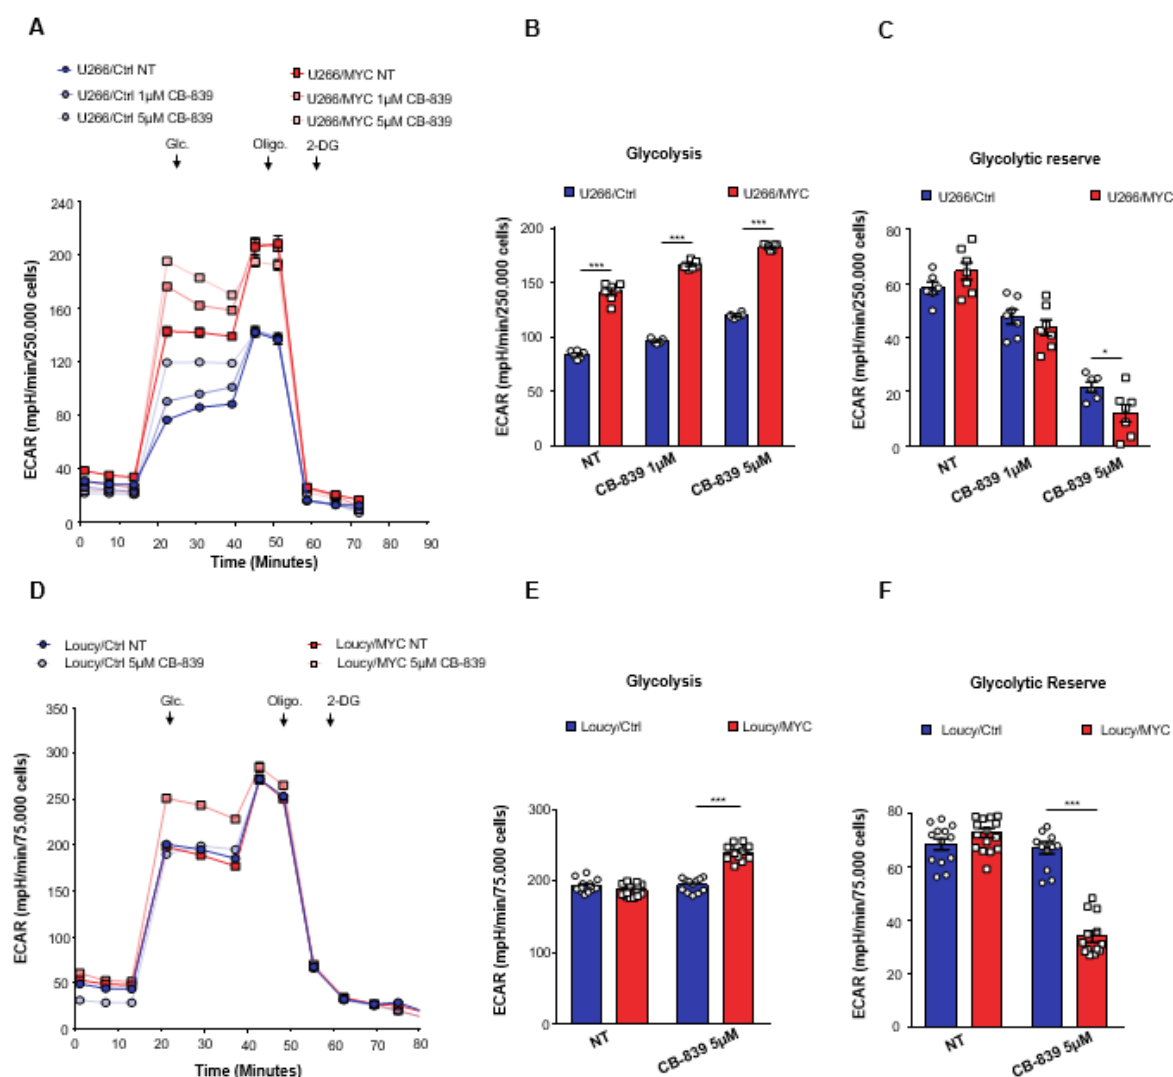 A
B
C
U266/Ctrl NT
U266/MYC NT
U266/Ctrl 1µM CB-839
U266/MYC 1µM CB-839
U266/Ctrl 5µM CB-839
U266/MYC 5µM CB-839
Glc.
Oligo.
2-DG
ECAR (mpH/min/250.000 cells)
240
200
160
120
80
40
0
0 10 20 30 40 50 60 70 80 90
Time (Minutes)
Glycolysis
U266/Ctrl
U266/MYC
ECAR (mpH/min/250.000 cells)
200
150
100
50
0
***
***
***
NT
CB-839 1µM
CB-839 5µM
Glycolytic reserve
U266/Ctrl
U266/MYC
ECAR (mpH/min/250.000 cells)
80
60
40
20
0
*
NT
CB-839 1µM
CB-839 5µM
D
E
F
Loucy/Ctrl NT
Loucy/MYC NT
Loucy/Ctrl 5µM CB-839
Loucy/MYC 5µM CB-839
Glc.
Oligo.
2-DG
ECAR (mpH/min/75.000 cells)
350
300
250
200
150
100
50
0
0 10 20 30 40 50 60 70 80
Time (Minutes)
Glycolysis
Loucy/Ctrl
Loucy/MYC
ECAR (mpH/min/75.000 cells)
300
200
100
0
***
NT
CB-839 5µM
Glycolytic Reserve
Loucy/Ctrl
Loucy/MYC
ECAR (mpH/min/75.000 cells)
80
60
40
20
0
***
NT
CB-839 5µM